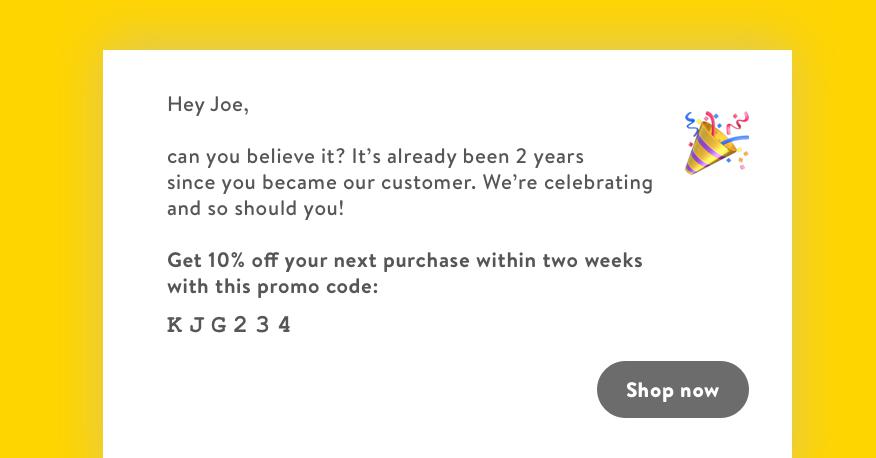 Hey Joe,
can you believe it? It’s already been 2 years
since you became our customer. We’re celebrating
and so should you!
Get 10% off your next purchase within two weeks
with this promo code:
KJG234
Shop now